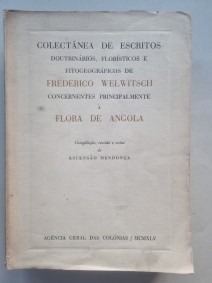 COLECTÂNEA DE ESCRITOS
DOUTRINÁRIOS, FLORÍSTICOS E
FITOGEOGRÁFICOS DE
FREDERICO WELWITSCH
CONCERNENTES PRINCIPALMENTE
À
FLORA DE ANGOLA
Compilação, versão e notas
de
ASCENSÃO MENDONÇA
AGÊNCIA GERAL DAS COLÓNIAS / MCMXLV